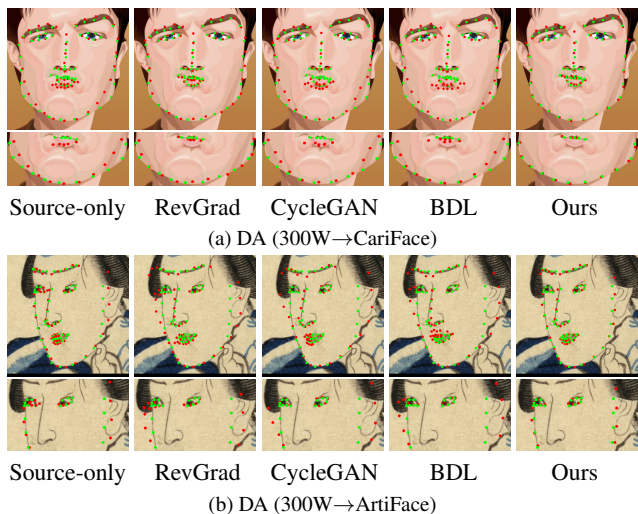 Source-only RevGrad CycleGAN BDL Ours
(a) DA (300W→CariFace)
Source-only RevGrad CycleGAN BDL Ours
(b) DA (300W→ArtiFace)